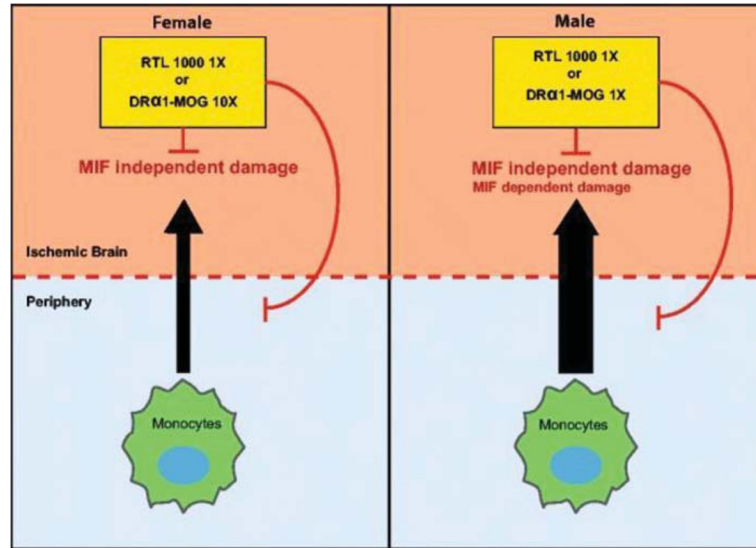 Female
RTL 1000 1X
or
DRα1-MOG 10X
MIF independent damage
Ischemic Brain
Periphery
Monocytes
Male
RTL 1000 1X
or
DRα1-MOG 1X
MIF independent damage
MIF dependent damage
Monocytes